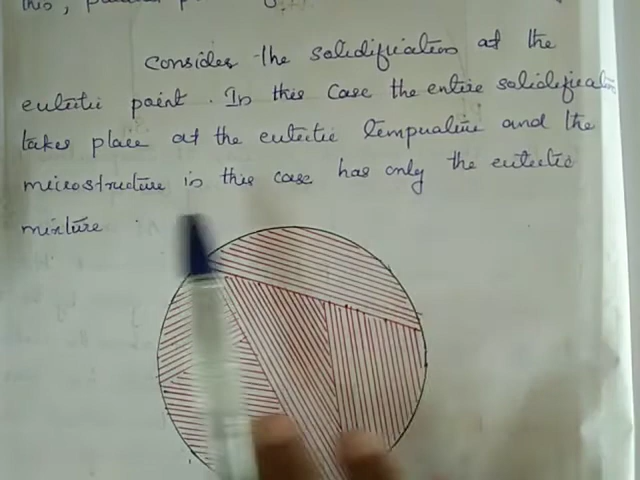 this,
Consider the solidification at the
eutectic point. In this case the entire solidification
takes place at the eutectic temperature and the
microstructure in this case has only the eutectic
mixture.